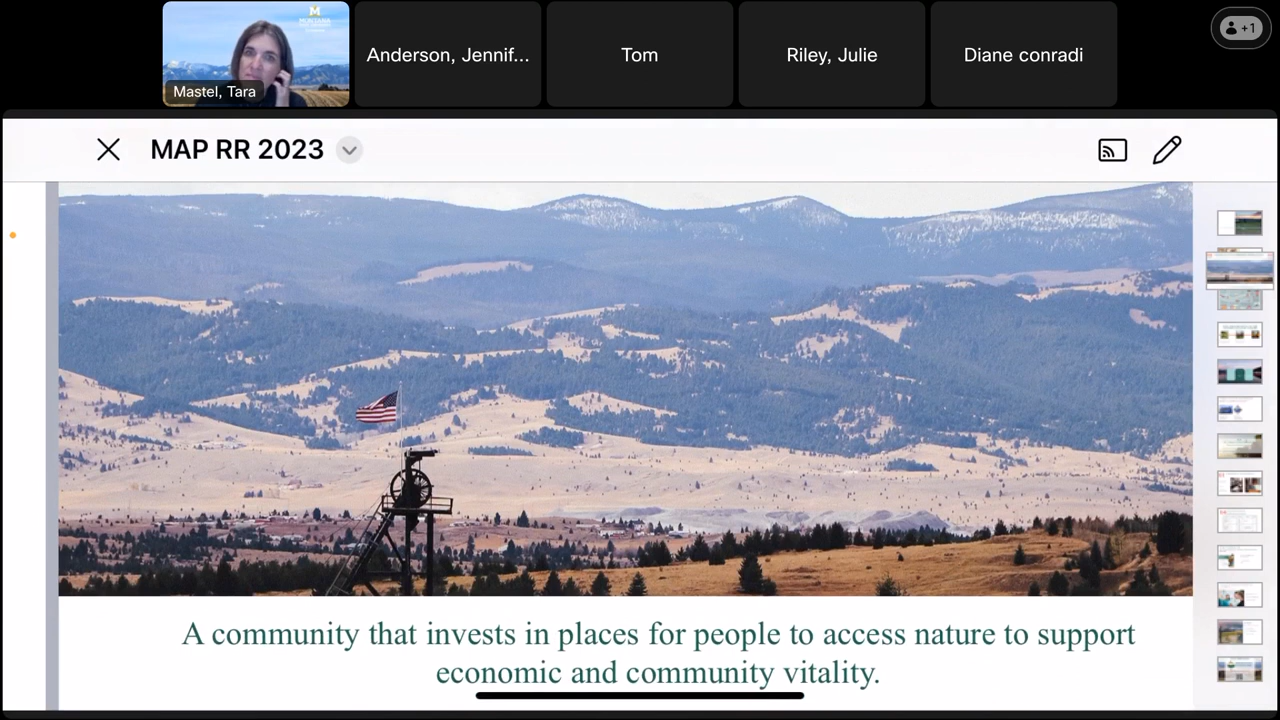 MONTANA
Mastel, Tara
Anderson, Jennif...
Tom
Riley, Julie
Diane conradi
+1
MAP RR 2023
A community that invests in places for people to access nature to support
economic and community vitality.